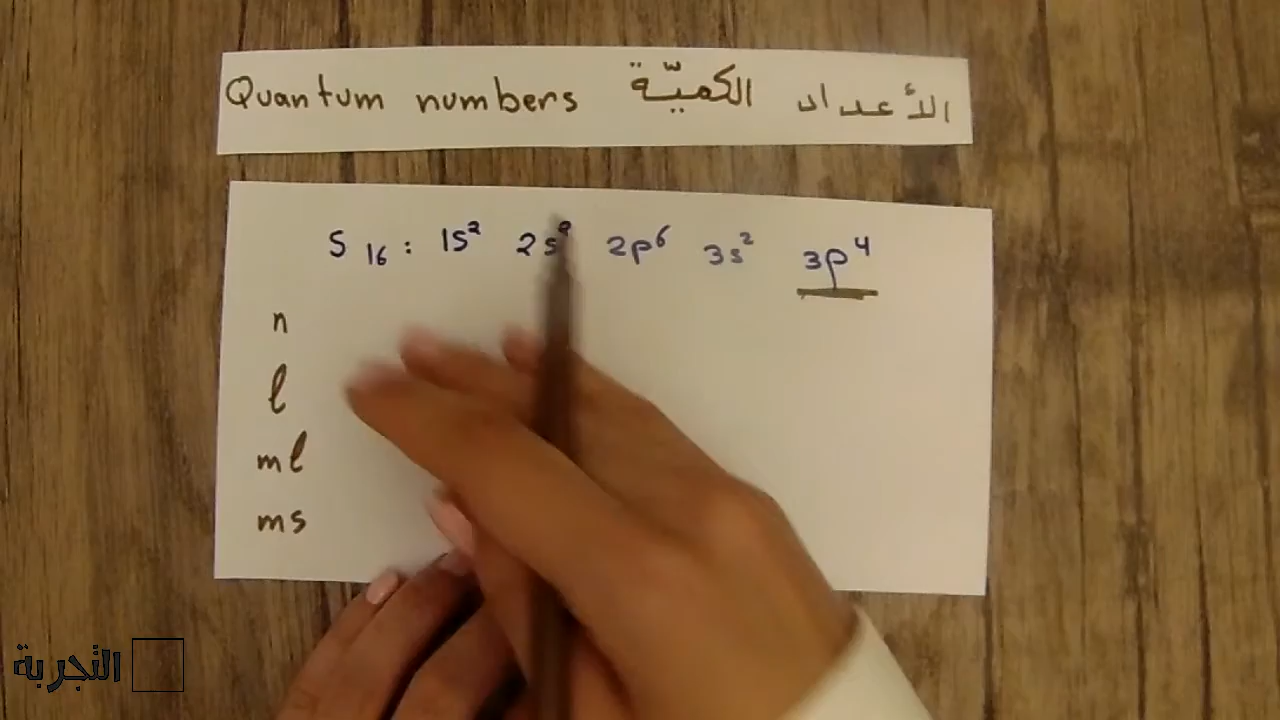 Quantum numbers الأعداد الكميّة
S 16 : 1s² 2s² 2p⁶ 3s² 3p⁴
n
l
ml
ms
التجربة